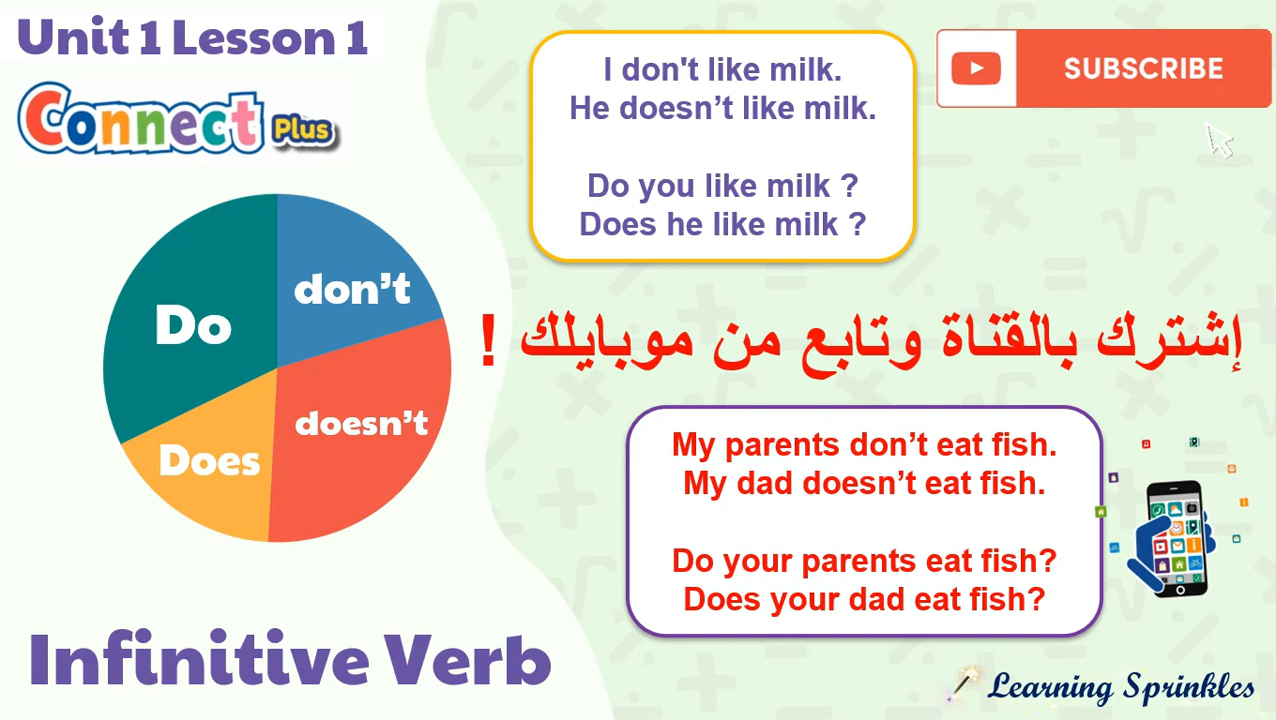 Unit 1 Lesson 1
Connect Plus
I don't like milk.
He doesn’t like milk.
Do you like milk ?
Does he like milk ?
SUBSCRIBE
Do
don’t
doesn’t
Does
إشترك بالقناة وتابع من موبايلك !
My parents don’t eat fish.
My dad doesn’t eat fish.
Do your parents eat fish?
Does your dad eat fish?
Infinitive Verb
Learning Sprinkles